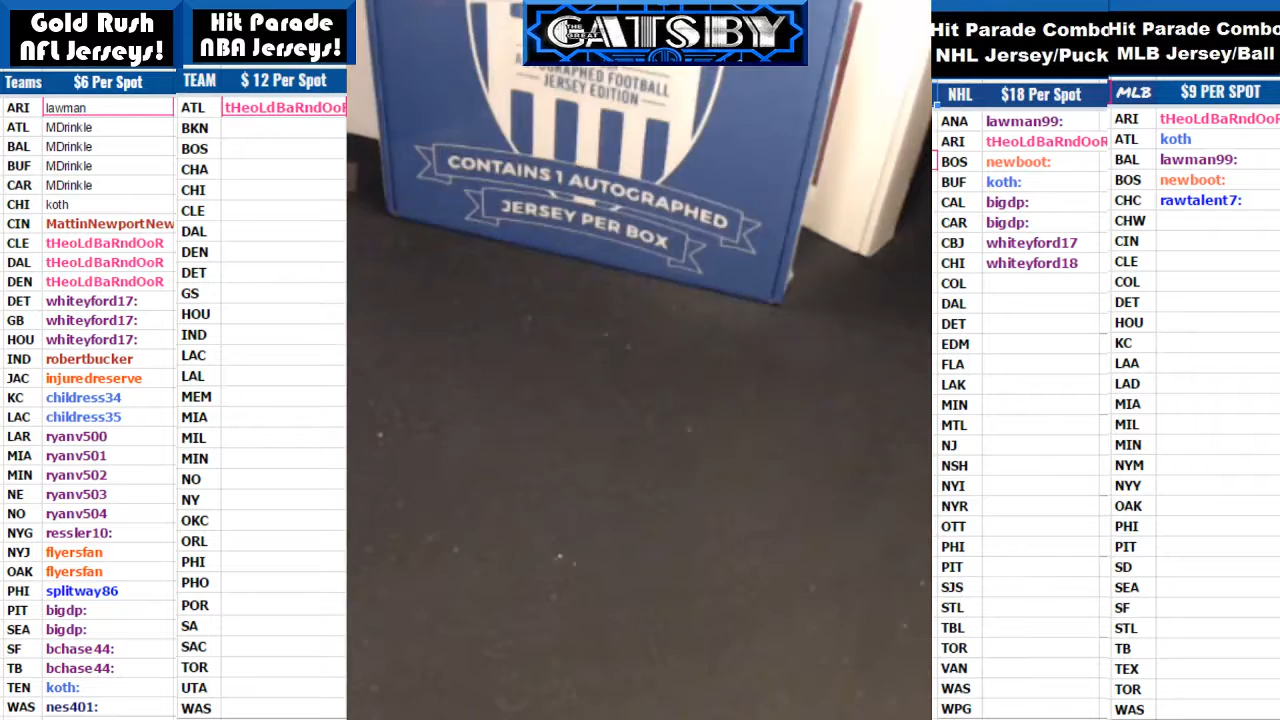 Gold Rush
NFL Jerseys!
Teams $6 Per Spot
ARI lawman
ATL MDrinkle
BAL MDrinkle
BUF MDrinkle
CAR MDrinkle
CHI koth
CIN MattinNewportNew
CLE tHeoLdBaRndOoR
DAL tHeoLdBaRndOoR
DEN tHeoLdBaRndOoR
DET whiteyford17:
GB whiteyford17:
HOU whiteyford17:
IND robertbucker
JAC injuredreserve
KC childress34
LAC childress35
LAR ryanv500
MIA ryanv501
MIN ryanv502
NE ryanv503
NO ryanv504
NYG ressler10:
NYJ flyersfan
OAK flyersfan
PHI splitway86
PIT bigdp:
SEA bigdp:
SF bchase44:
TB bchase44:
TEN koth:
WAS nes401:
Hit Parade
NBA Jerseys!
TEAM $ 12 Per Spot
ATL tHeoLdBaRndOoR
BKN
BOS
CHA
CHI
CLE
DAL
DEN
DET
GS
HOU
IND
LAC
LAL
MEM
MIA
MIL
MIN
NO
NY
OKC
ORL
PHI
PHO
POR
SA
SAC
TOR
UTA
WAS
THE GREAT GATSBY
AUTOGRAPHED FOOTBALL
JERSEY EDITION
CONTAINS 1 AUTOGRAPHED
JERSEY PER BOX
Hit Parade Combo
NHL Jersey/Puck
NHL $18 Per Spot
ANA lawman99:
ARI tHeoLdBaRndOoR
BOS newboot:
BUF koth:
CAL bigdp:
CAR bigdp:
CBJ whiteyford17
CHI whiteyford18
COL
DAL
DET
EDM
FLA
LAK
MIN
MTL
NJ
NSH
NYI
NYR
OTT
PHI
PIT
SJS
STL
TBL
TOR
VAN
WAS
WPG
Hit Parade Combo
MLB Jersey/Ball
MLB $9 PER SPOT
ARI tHeoLdBaRndOoR
ATL koth
BAL lawman99:
BOS newboot:
CHC rawtalent7:
CHW
CIN
CLE
COL
DET
HOU
KC
LAA
LAD
MIA
MIL
MIN
NYM
NYY
OAK
PHI
PIT
SD
SEA
SF
STL
TB
TEX
TOR
WAS